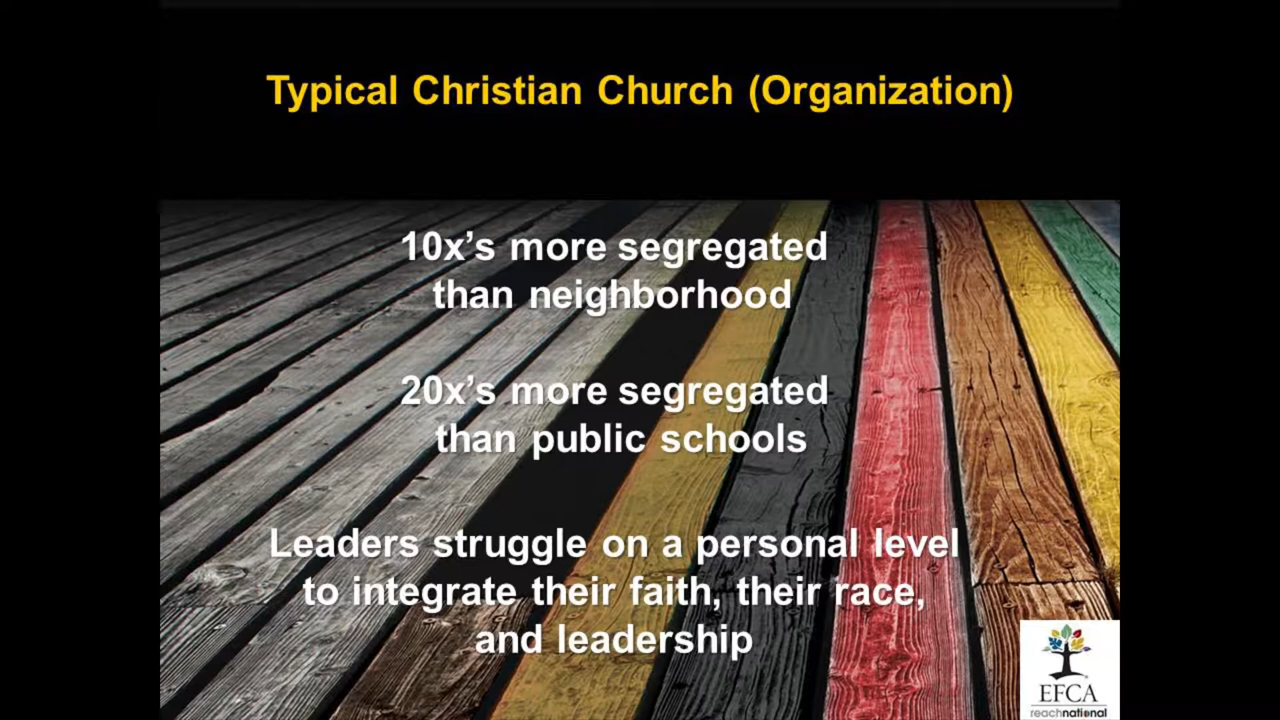 Typical Christian Church (Organization)
10x's more segregated
than neighborhood
20x's more segregated
than public schools
Leaders struggle on a personal level
to integrate their faith, their race,
and leadership
EFCA
reachnational